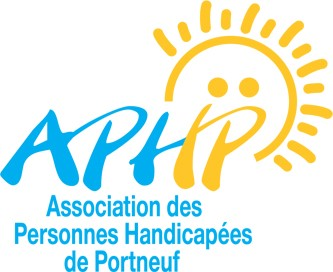 APHP
Association des
Personnes Handicapées
de Portneuf